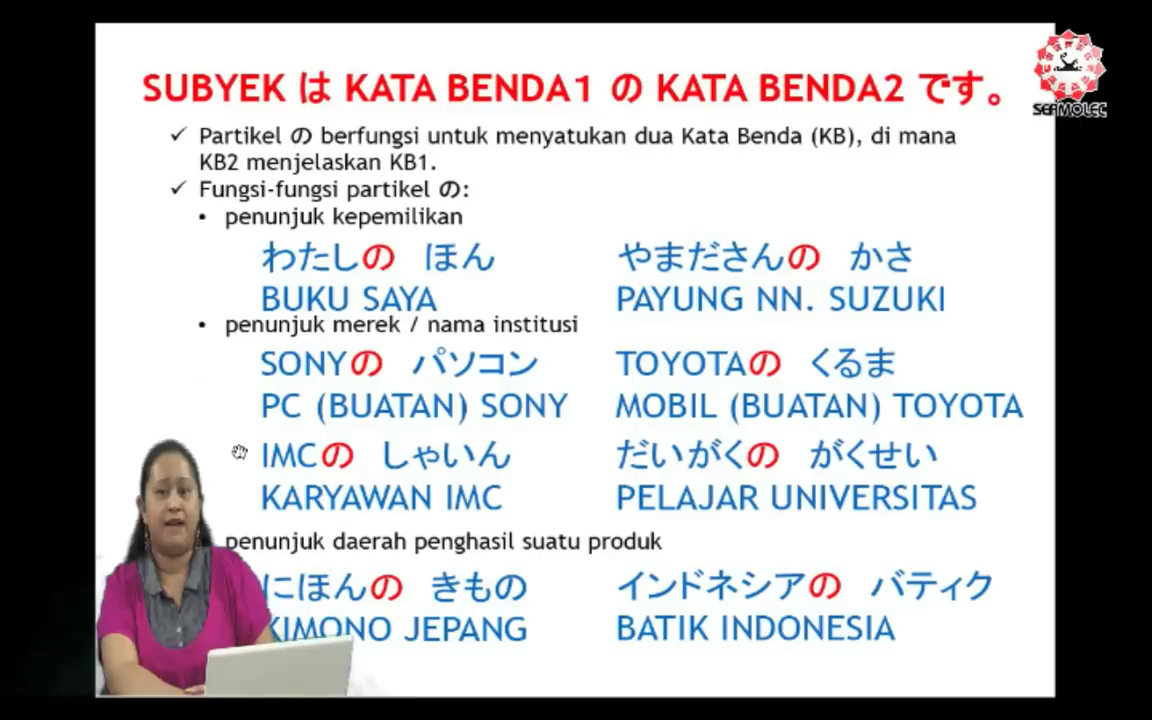 SUBYEK は KATA BENDA1 の KATA BENDA2 です。
SEAMOLEC
✓ Partikel の berfungsi untuk menyatukan dua Kata Benda (KB), di mana
KB2 menjelaskan KB1.
✓ Fungsi-fungsi partikel の:
• penunjuk kepemilikan
わたしの ほん やまださんの かさ
BUKU SAYA PAYUNG NN. SUZUKI
• penunjuk merek / nama institusi
SONYの パソコン TOYOTAの くるま
PC (BUATAN) SONY MOBIL (BUATAN) TOYOTA
IMCの しゃいん だいがくの がくせい
KARYAWAN IMC PELAJAR UNIVERSITAS
penunjuk daerah penghasil suatu produk
にほんの きもの インドネシアの バティク
KIMONO JEPANG BATIK INDONESIA